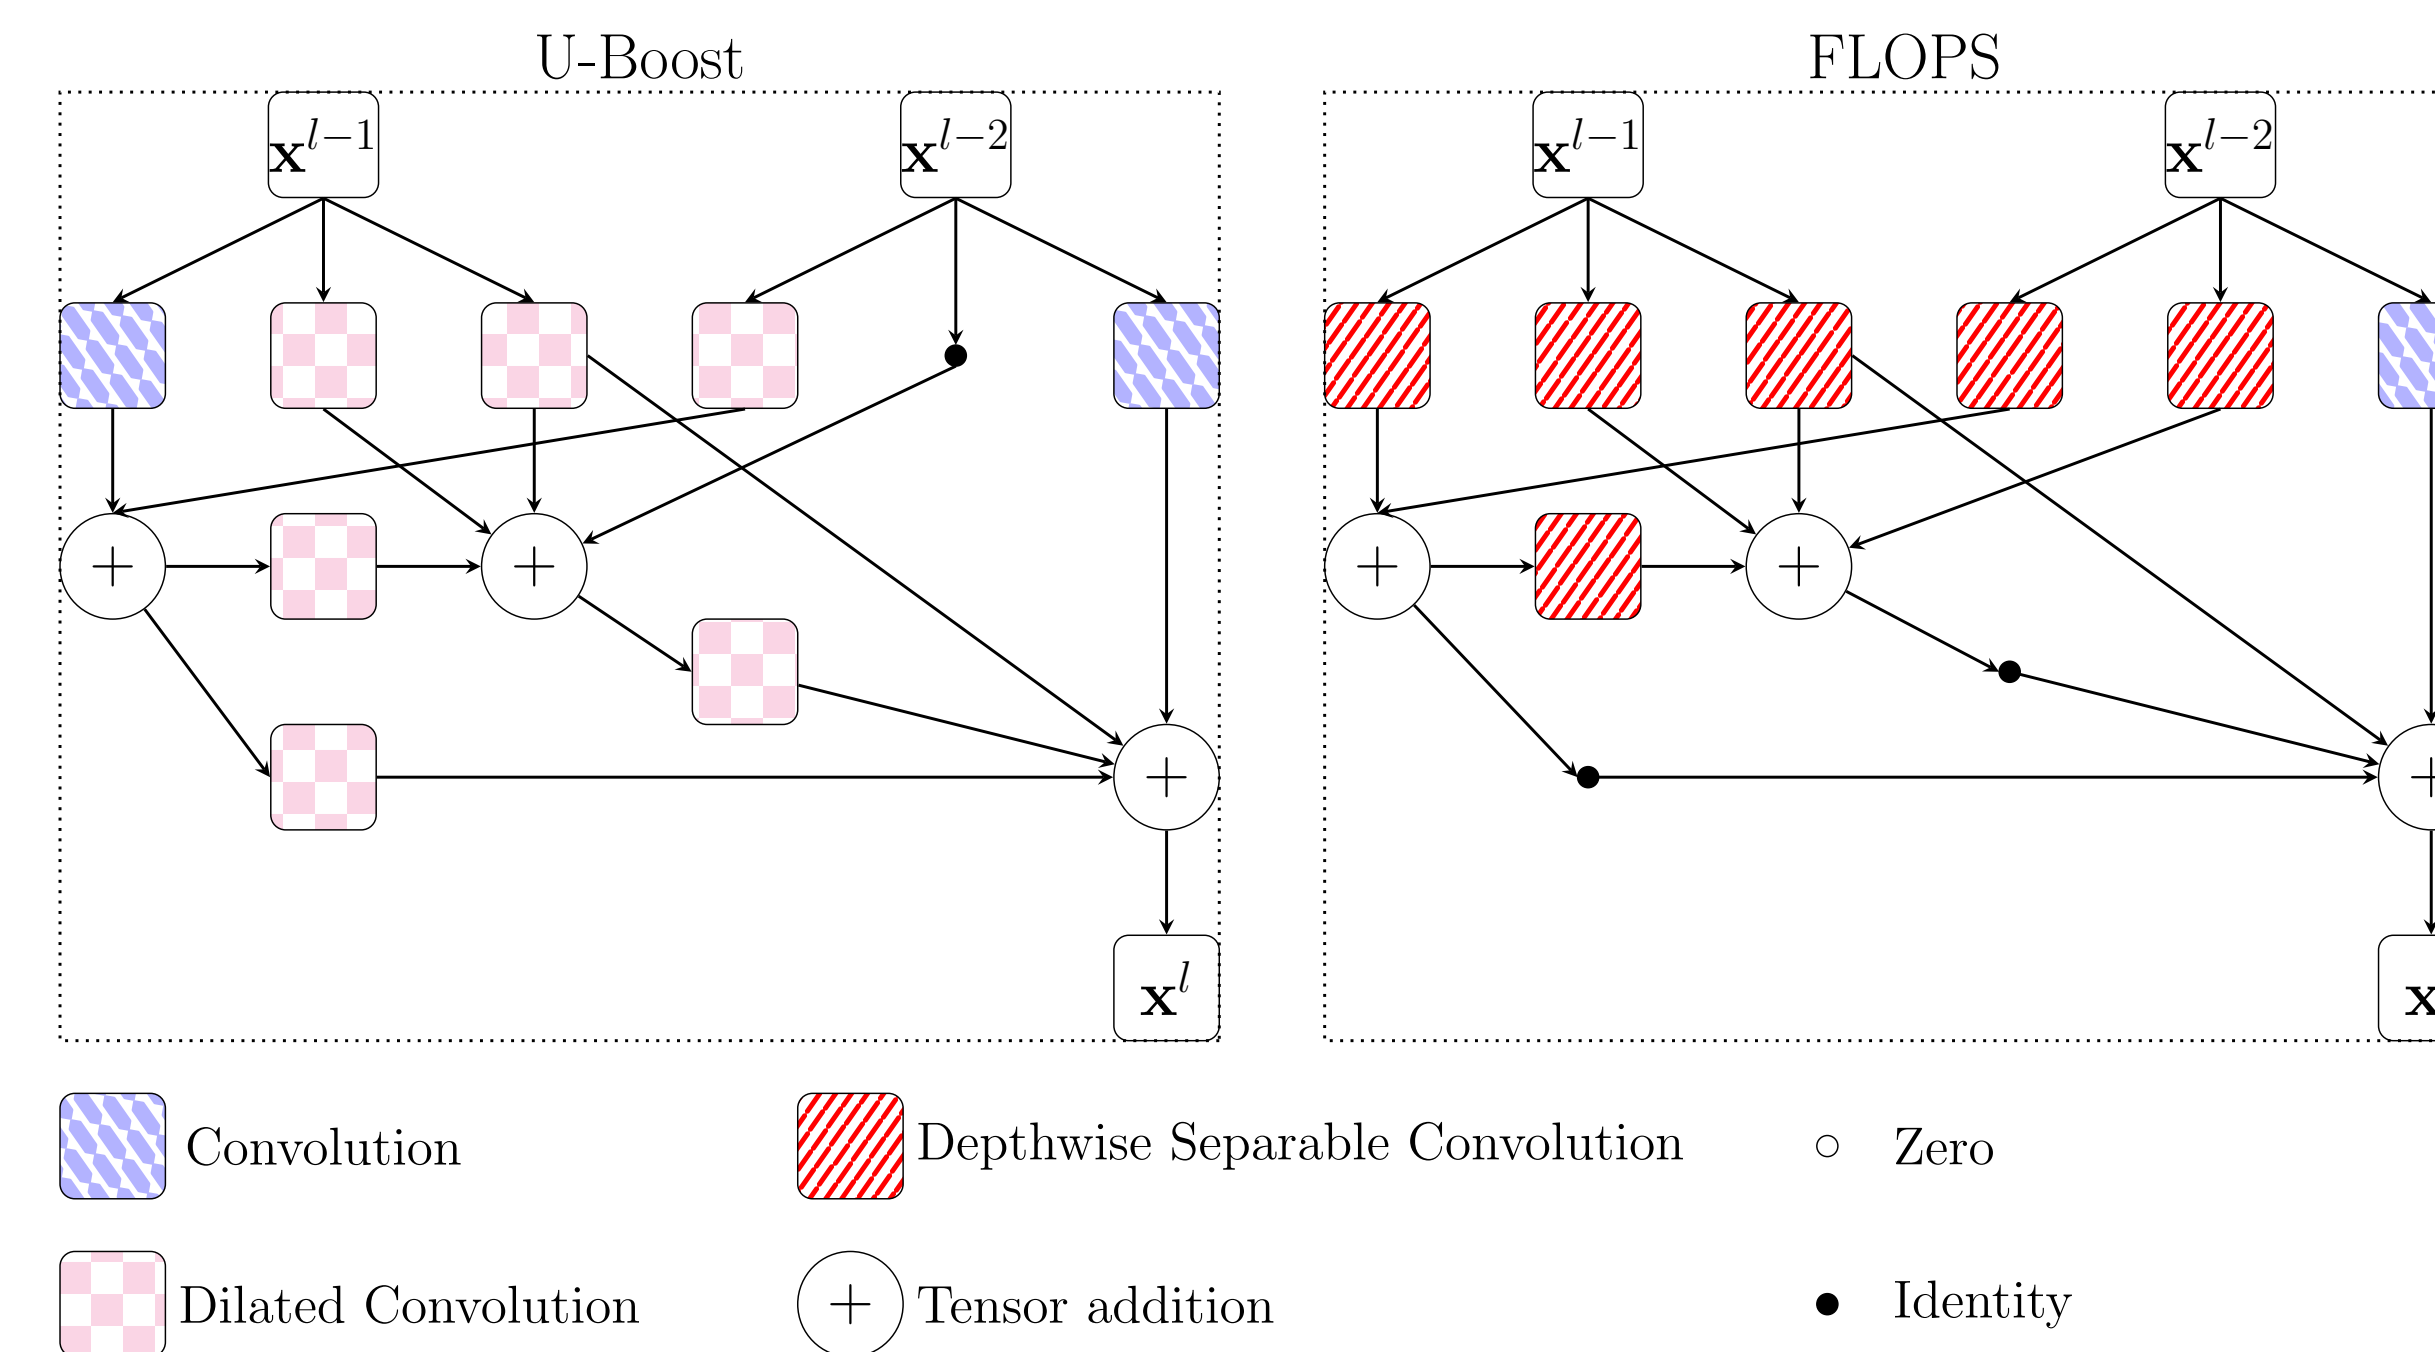 U-Boost FLOPS
x^{l-1} x^{l-2} x^{l-1} x^{l-2}
+ + + +
+ +
x^l x
Convolution Depthwise Separable Convolution Zero
Dilated Convolution + Tensor addition Identity